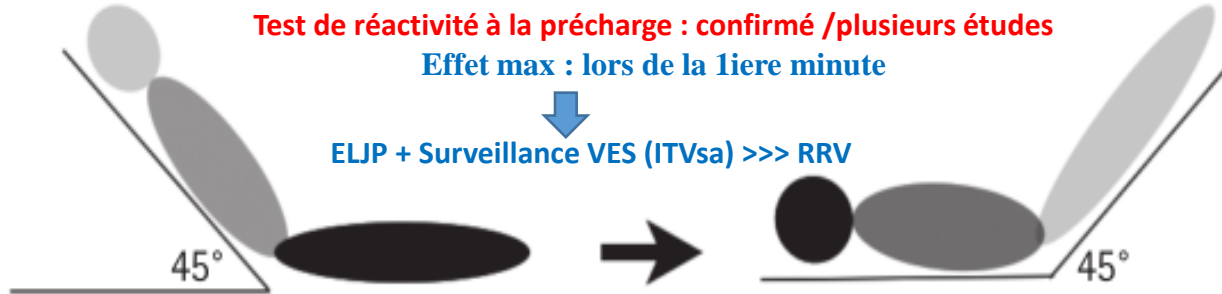 Test de réactivité à la précharge : confirmé /plusieurs études
Effet max : lors de la 1iere minute
ELJP + Surveillance VES (ITVsa) >>> RRV
45°
45°